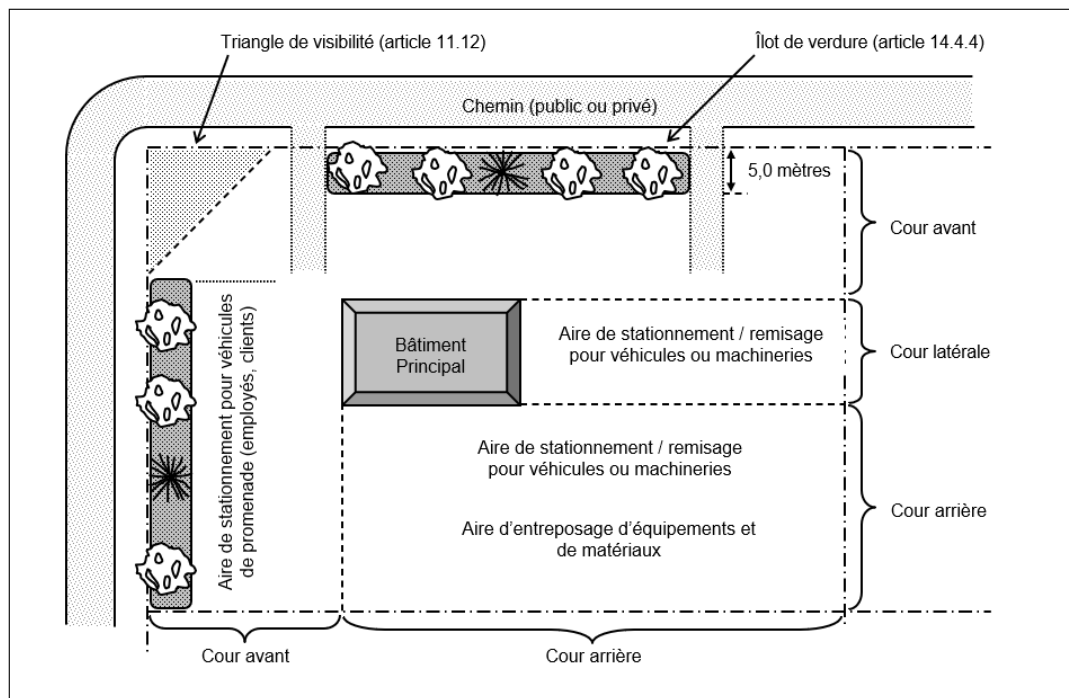 Triangle de visibilité (article 11.12)
Îlot de verdure (article 14.4.4)
Chemin (public ou privé)
5,0 mètres
Cour avant
Bâtiment
Principal
Aire de stationnement / remisage
pour véhicules ou machineries
Cour latérale
Aire de stationnement pour véhicules
de promenade (employés, clients)
Aire de stationnement / remisage
pour véhicules ou machineries
Aire d'entreposage d'équipements et
de matériaux
Cour arrière
Cour avant
Cour arrière